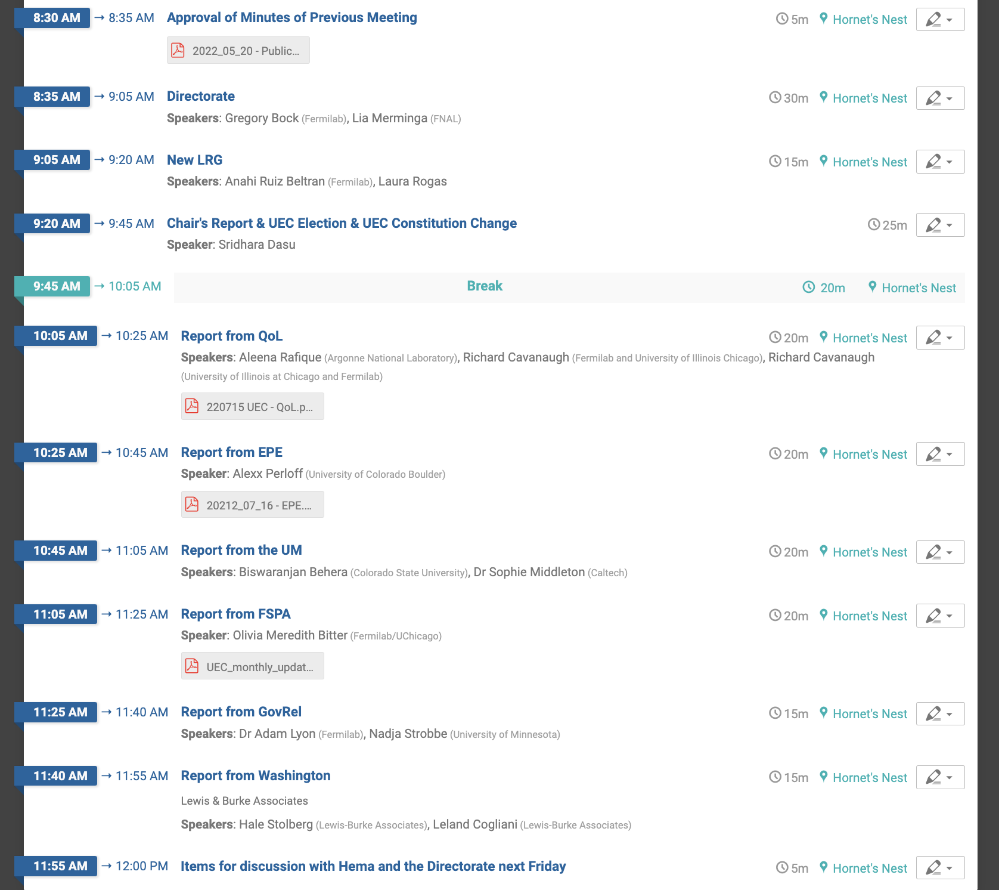 8:30 AM → 8:35 AM Approval of Minutes of Previous Meeting 5m Hornet's Nest
2022_05_20 - Public...
8:35 AM → 9:05 AM Directorate 30m Hornet's Nest
Speakers: Gregory Bock (Fermilab), Lia Merminga (FNAL)
9:05 AM → 9:20 AM New LRG 15m Hornet's Nest
Speakers: Anahi Ruiz Beltran (Fermilab), Laura Rogas
9:20 AM → 9:45 AM Chair's Report & UEC Election & UEC Constitution Change 25m
Speaker: Sridhara Dasu
9:45 AM → 10:05 AM Break 20m Hornet's Nest
10:05 AM → 10:25 AM Report from QoL 20m Hornet's Nest
Speakers: Aleena Rafique (Argonne National Laboratory), Richard Cavanaugh (Fermilab and University of Illinois Chicago), Richard Cavanaugh
(University of Illinois at Chicago and Fermilab)
220715 UEC - QoL.p...
10:25 AM → 10:45 AM Report from EPE 20m Hornet's Nest
Speaker: Alexx Perloff (University of Colorado Boulder)
20212_07_16 - EPE....
10:45 AM → 11:05 AM Report from the UM 20m Hornet's Nest
Speakers: Biswaranjan Behera (Colorado State University), Dr Sophie Middleton (Caltech)
11:05 AM → 11:25 AM Report from FSPA 20m Hornet's Nest
Speaker: Olivia Meredith Bitter (Fermilab/UChicago)
UEC_monthly_updat...
11:25 AM → 11:40 AM Report from GovRel 15m Hornet's Nest
Speakers: Dr Adam Lyon (Fermilab), Nadja Strobbe (University of Minnesota)
11:40 AM → 11:55 AM Report from Washington 15m Hornet's Nest
Lewis & Burke Associates
Speakers: Hale Stolberg (Lewis-Burke Associates), Leland Cogliani (Lewis-Burke Associates)
11:55 AM → 12:00 PM Items for discussion with Hema and the Directorate next Friday 5m Hornet's Nest